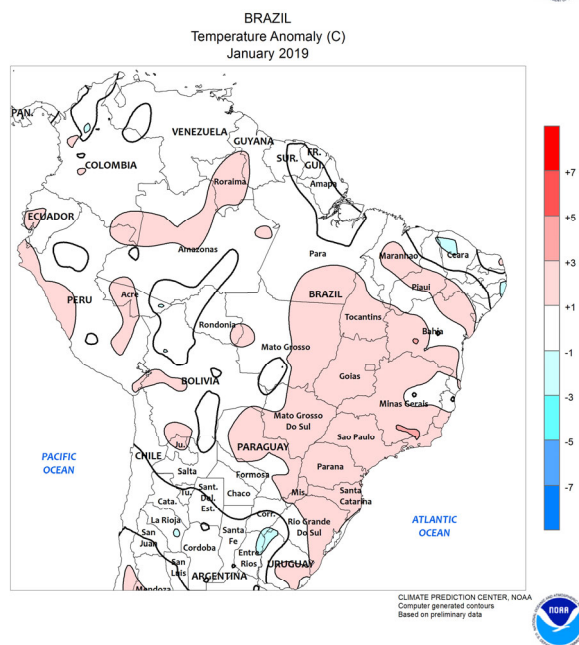 BRAZIL
Temperature Anomaly (C)
January 2019
PAN.
VENEZUELA
GUYANA
SUR.
FR.
GUI.
COLOMBIA
Roraima
Amapa
ECUADOR
Amazonas
Para
Maranhao
Ceara
Piaui
PERU
Acre
BRAZIL
Tocantins
Rondonia
Bahia
Mato Grosso
BOLIVIA
Goias
Minas Gerais
Mato Grosso
Do Sul
Sao Paulo
PARAGUAY
PACIFIC
OCEAN
CHILE
Ju.
Salta
Formosa
Parana
Tu.
Sant.
Del.
Est.
Chaco
Mis.
Santa
Catarina
Cata.
La Rioja
Corr.
Rio Grande
Do Sul
ATLANTIC
OCEAN
San
Juan
Santa
Fe
Cordoba
Entre
Rios
URUGUAY
San
Luis
ARGENTINA
Mendoza
+7
+5
+3
+1
-1
-3
-5
-7
CLIMATE PREDICTION CENTER, NOAA
Computer generated contours
Based on preliminary data
NOAA